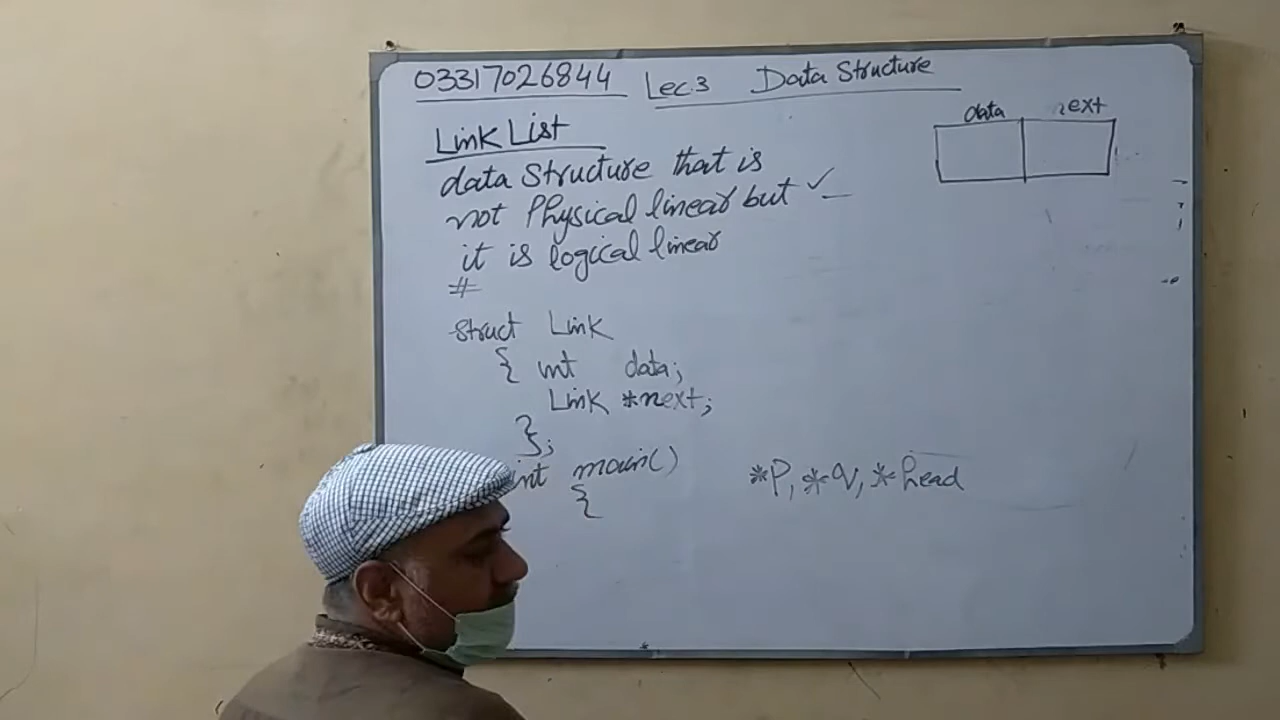 03317026844 Lec.3 Data Structure
data next
Link List
data Structure that is
not Physical linear but ✓
it is logical linear
#
struct Link
{ int data;
Link *next;
};
int main() *P, *q, *head
{